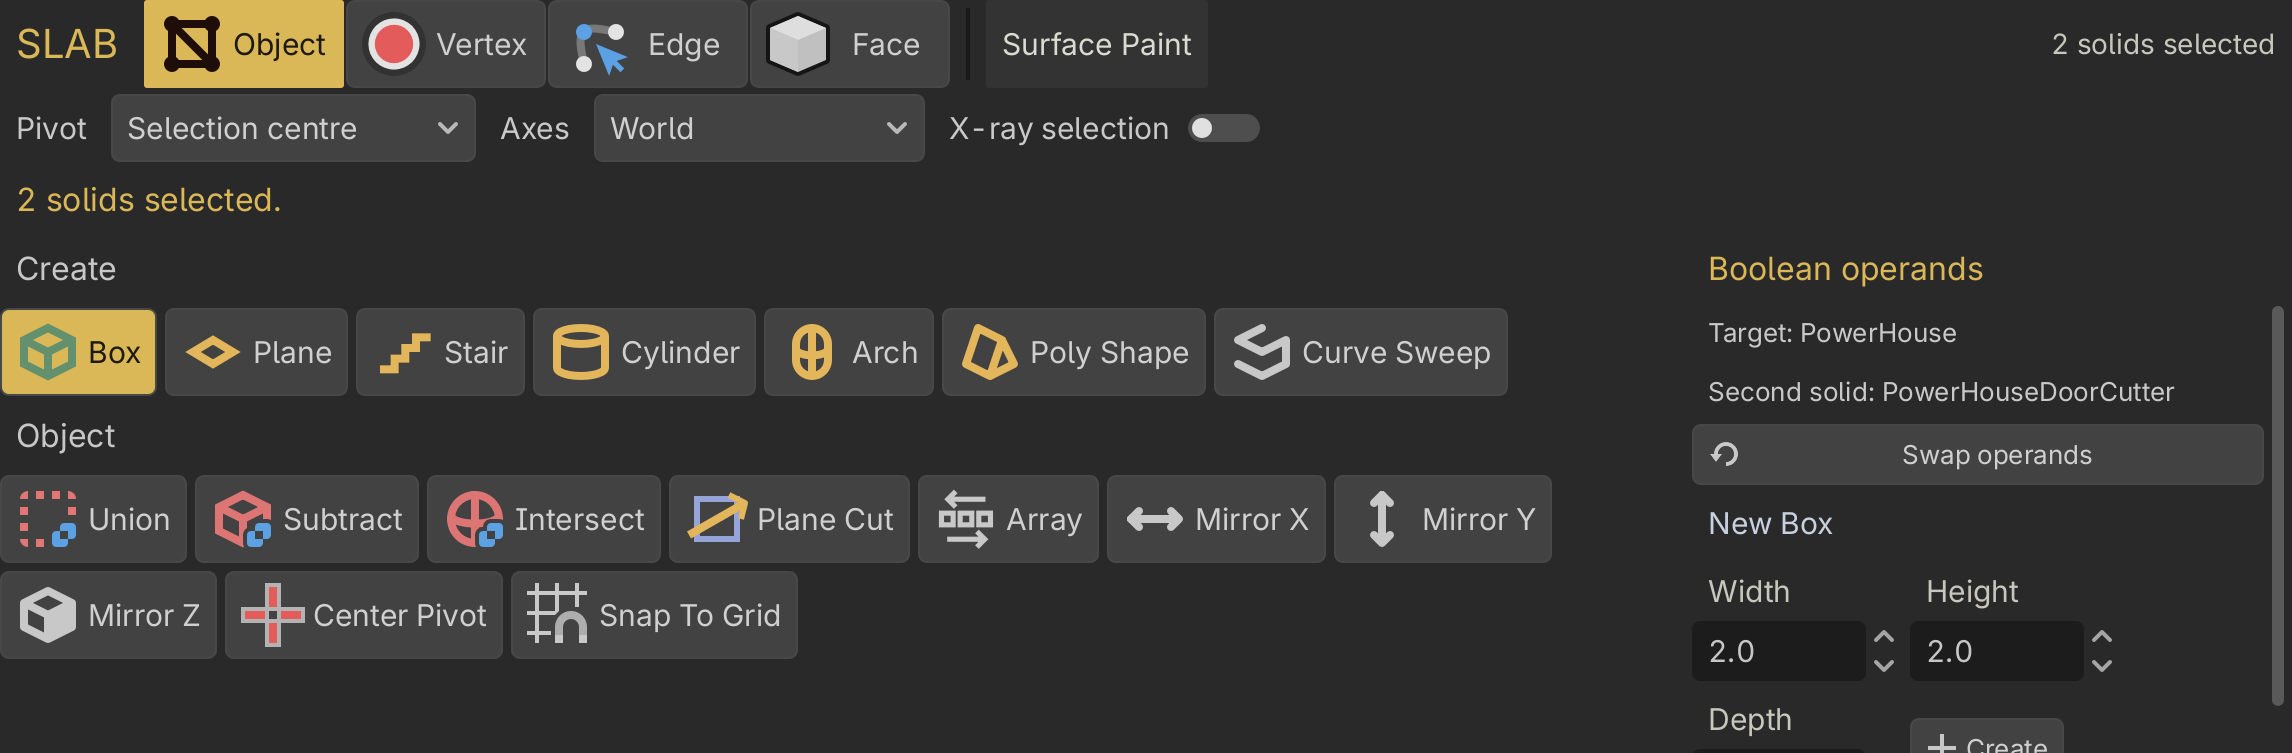 SLAB Object Vertex Edge Face Surface Paint 2 solids selected
Pivot Selection centre Axes World X-ray selection
2 solids selected.
Create
Box Plane Stair Cylinder Arch Poly Shape Curve Sweep
Object
Union Subtract Intersect Plane Cut Array Mirror X Mirror Y
Mirror Z Center Pivot Snap To Grid
Boolean operands
Target: PowerHouse
Second solid: PowerHouseDoorCutter
Swap operands
New Box
Width Height
2.0 2.0
Depth
Create